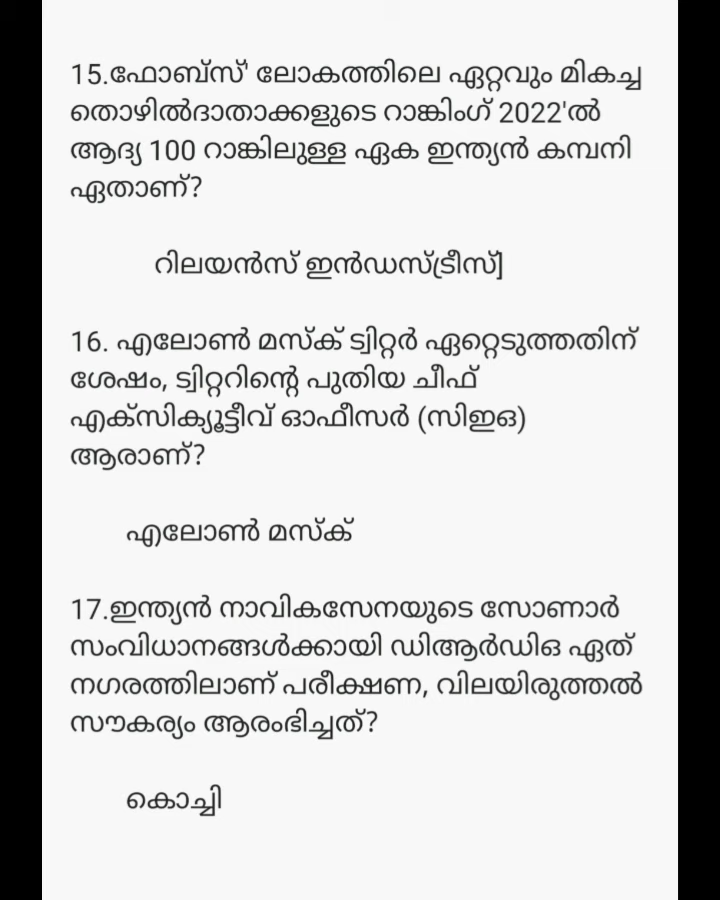 15.ഫോബ്സ്' ലോകത്തിലെ ഏറ്റവും മികച്ച
തൊഴിൽദാതാക്കളുടെ റാങ്കിംഗ് 2022'ൽ
ആദ്യ 100 റാങ്കിലുള്ള ഏക ഇന്ത്യൻ കമ്പനി
ഏതാണ്?
റിലയൻസ് ഇൻഡസ്ട്രീസ്]
16. എലോൺ മസ്ക് ട്വിറ്റർ ഏറ്റെടുത്തതിന്
ശേഷം, ട്വിറ്ററിന്റെ പുതിയ ചീഫ്
എക്സിക്യൂട്ടീവ് ഓഫീസർ (സിഇഒ)
ആരാണ്?
എലോൺ മസ്ക്
17.ഇന്ത്യൻ നാവികസേനയുടെ സോണാർ
സംവിധാനങ്ങൾക്കായി ഡിആർഡിഒ ഏത്
നഗരത്തിലാണ് പരീക്ഷണ, വിലയിരുത്തൽ
സൗകര്യം ആരംഭിച്ചത്?
കൊച്ചി